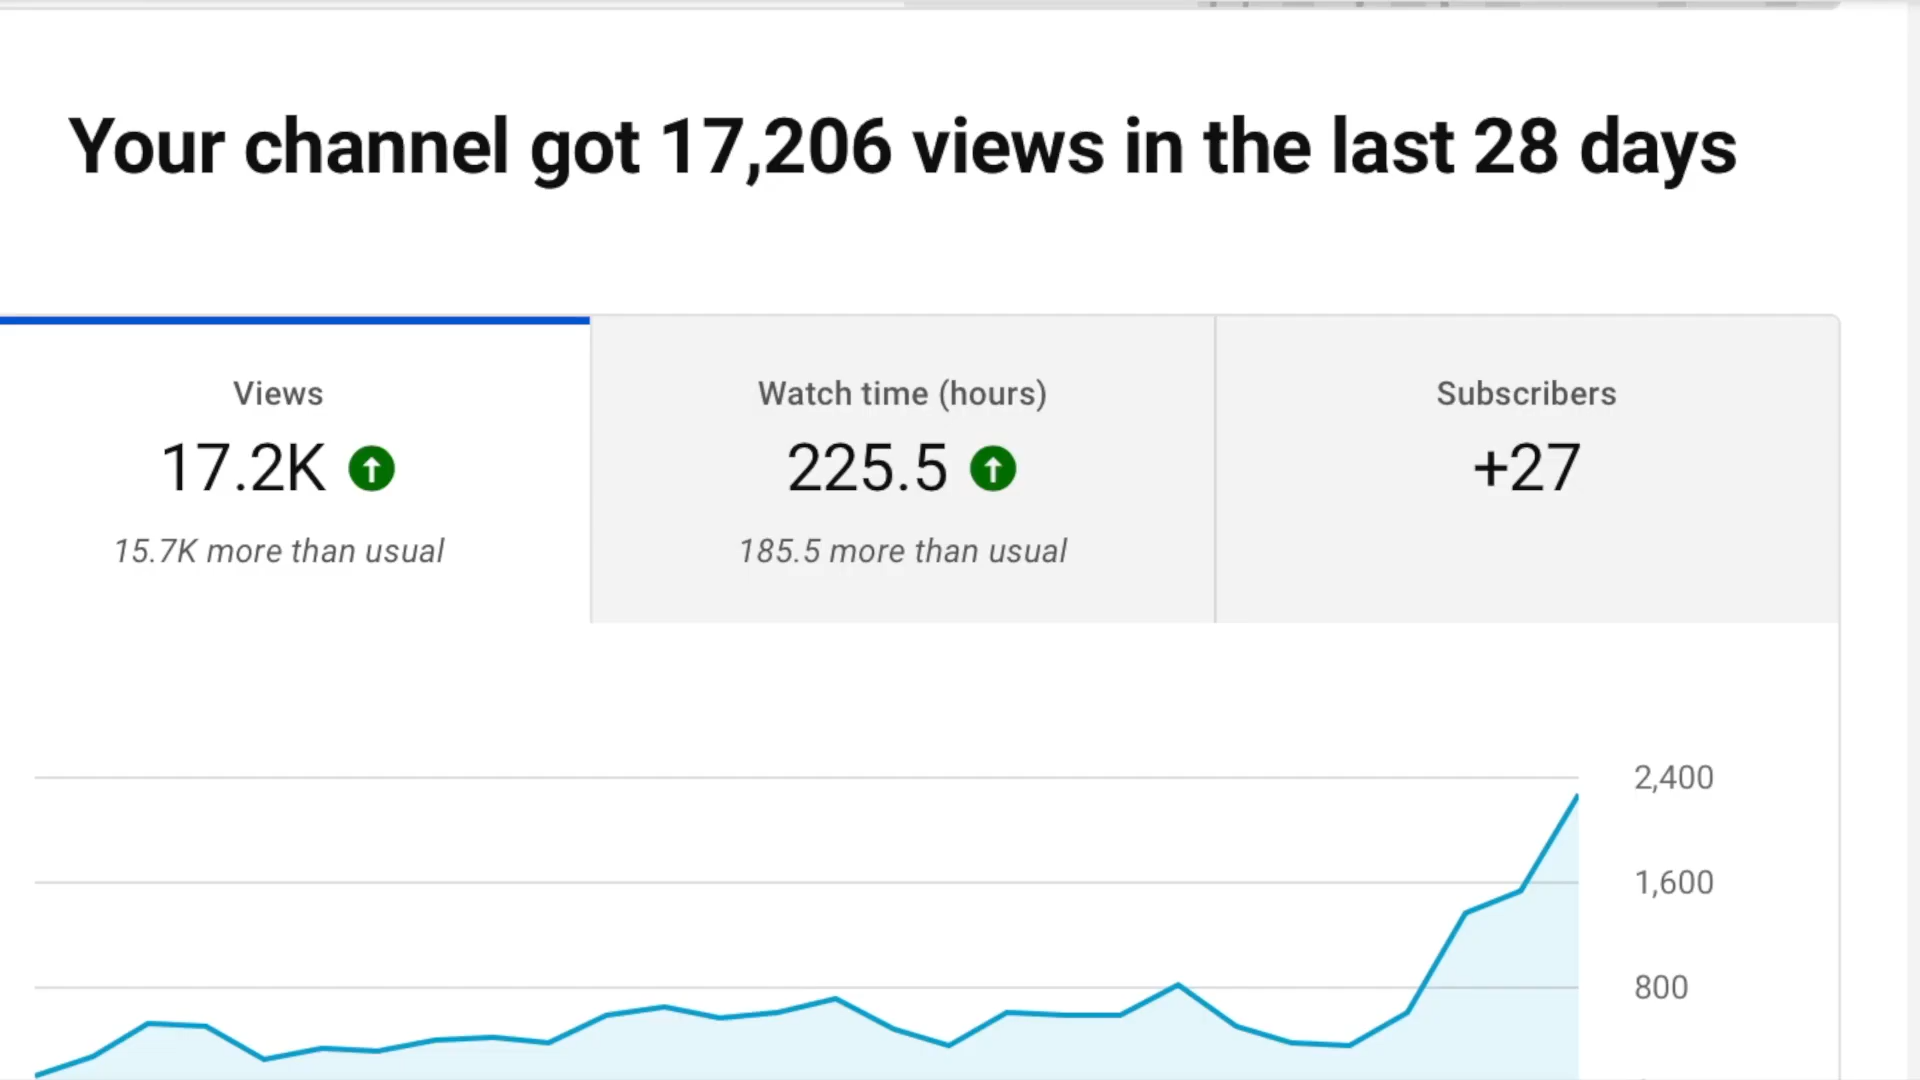 Your channel got 17,206 views in the last 28 days
Views
17.2K
15.7K more than usual
Watch time (hours)
225.5
185.5 more than usual
Subscribers
+27
2,400
1,600
800